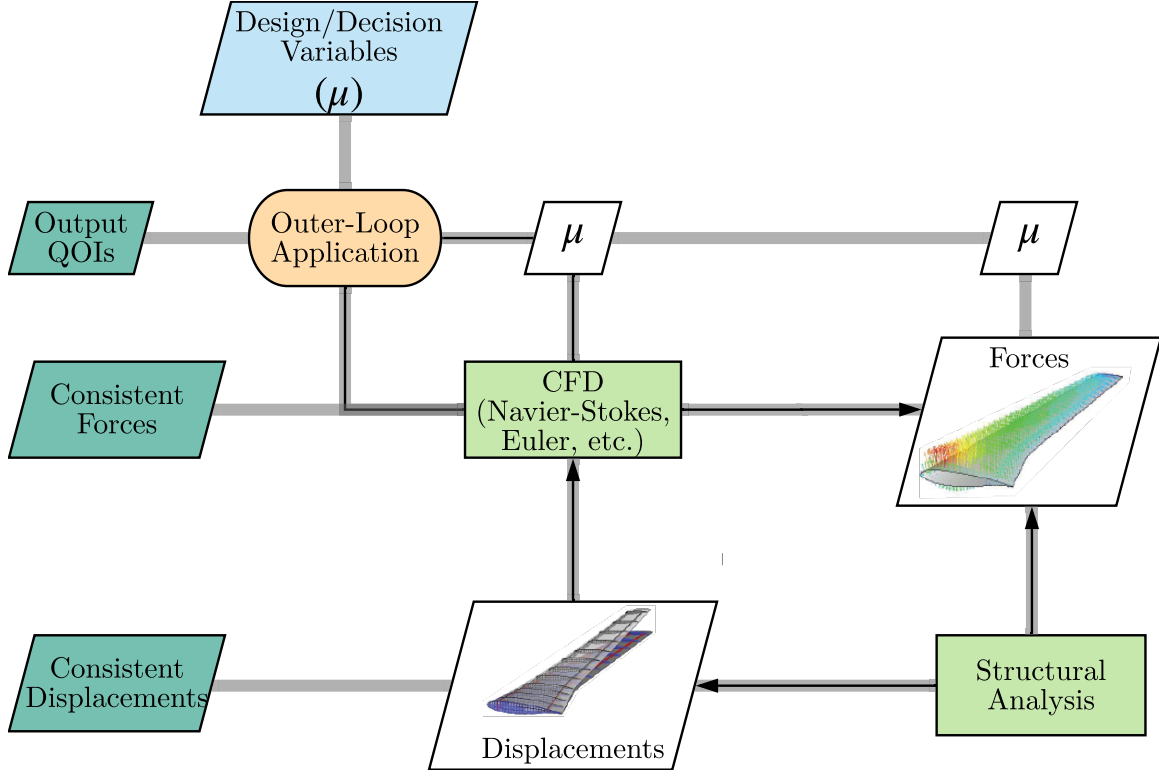 Design/Decision
Variables
(μ)
Output
QOIs
Outer-Loop
Application
μ
μ
Consistent
Forces
CFD
(Navier-Stokes,
Euler, etc.)
Forces
Consistent
Displacements
Displacements
Structural
Analysis